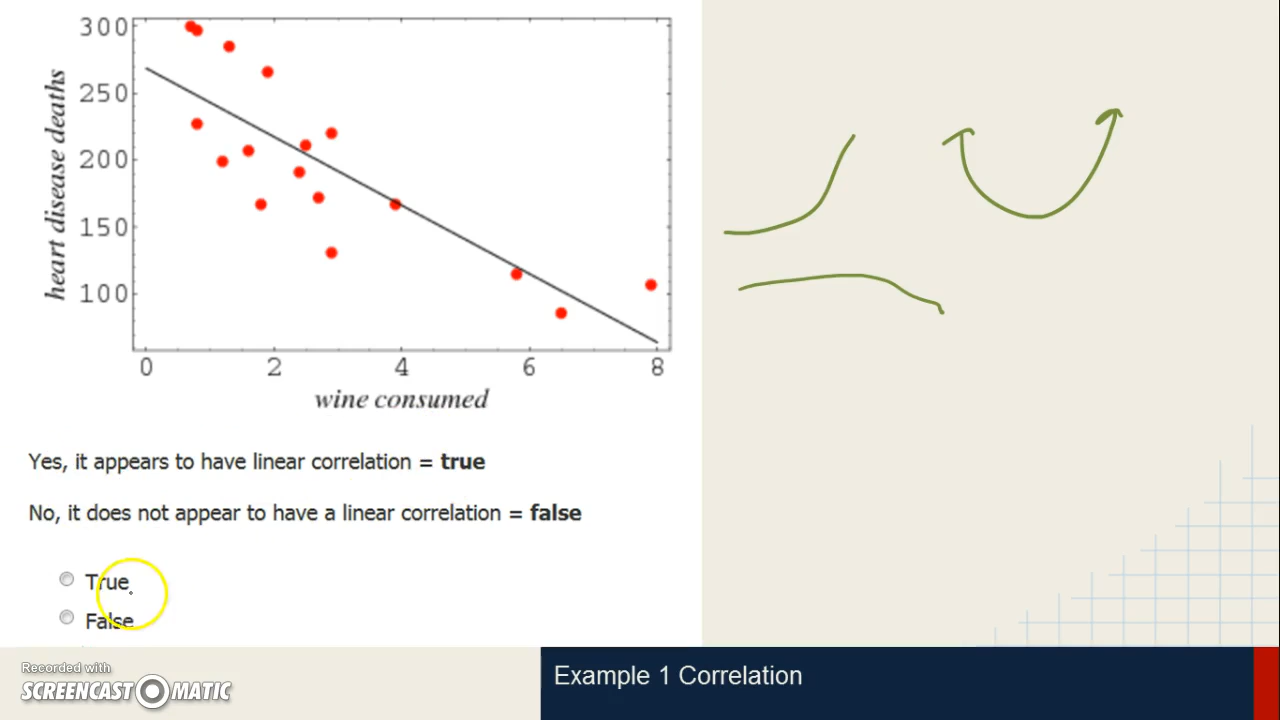 300
250
200
150
100
heart disease deaths
0 2 4 6 8
wine consumed
Yes, it appears to have linear correlation = true
No, it does not appear to have a linear correlation = false
True
False
Recorded with
SCREENCAST MATIC
Example 1 Correlation